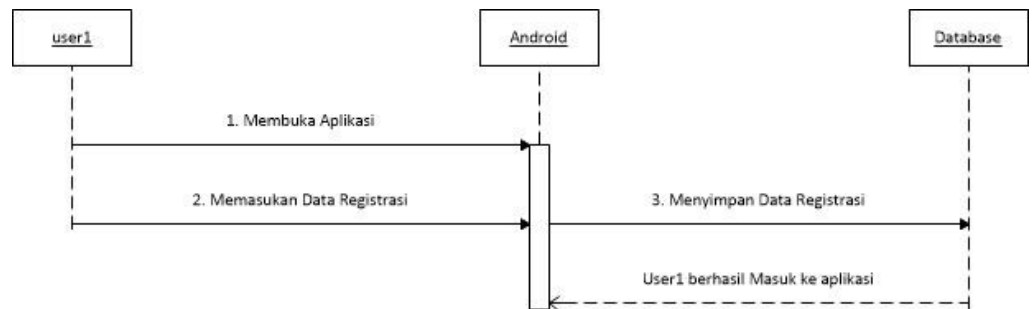 user1
Android
Database
1. Membuka Aplikasi
2. Memasukan Data Registrasi
3. Menyimpan Data Registrasi
User1 berhasil Masuk ke aplikasi